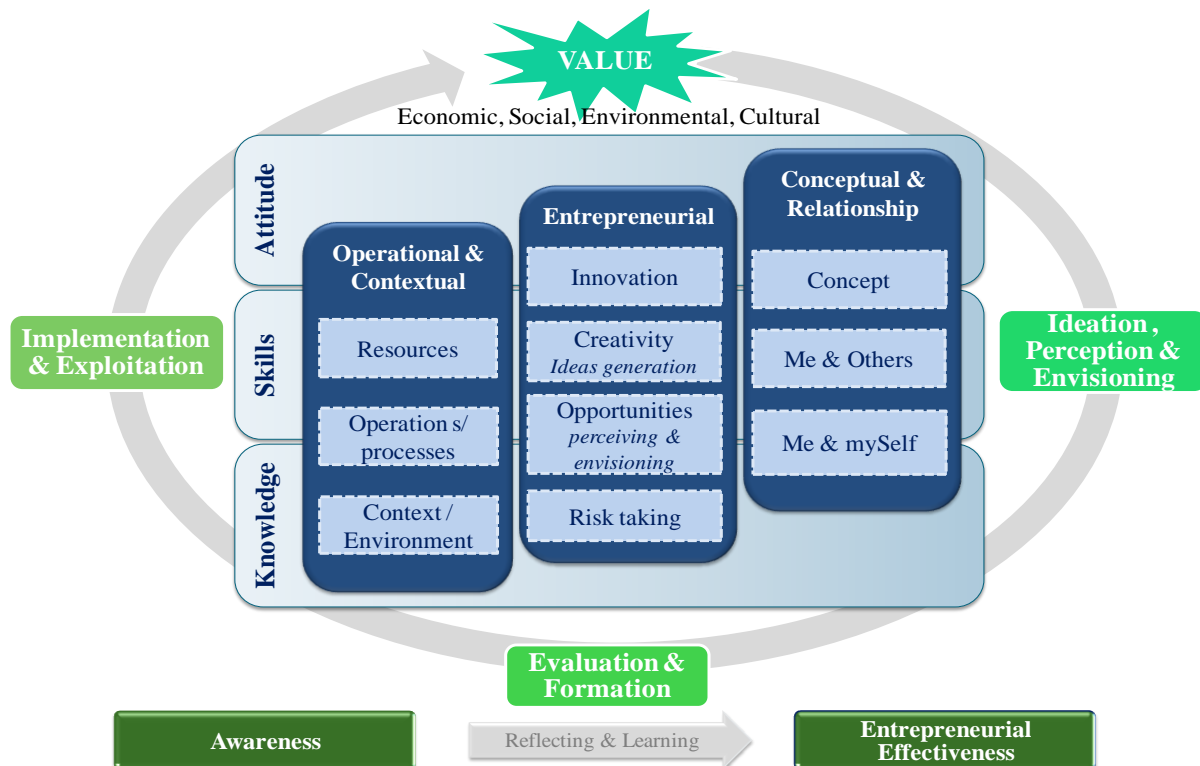 VALUE
Economic, Social, Environmental, Cultural
Attitude
Skills
Knowledge
Operational &
Contextual
Resources
Operation s/
processes
Context /
Environment
Entrepreneurial
Innovation
Creativity
Ideas generation
Opportunities
perceiving &
envisioning
Risk taking
Conceptual &
Relationship
Concept
Me & Others
Me & mySelf
Implementation
& Exploitation
Ideation ,
Perception &
Envisioning
Evaluation &
Formation
Awareness
Reflecting & Learning
Entrepreneurial
Effectiveness